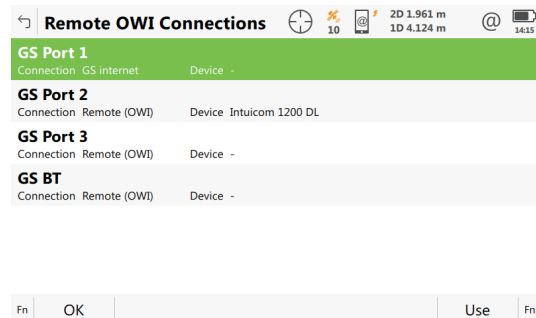 Remote OWI Connections
10
@
2D 1.961 m
1D 4.124 m
@
14:15
GS Port 1
Connection GS internet Device -
GS Port 2
Connection Remote (OWI) Device Intuicom 1200 DL
GS Port 3
Connection Remote (OWI) Device -
GS BT
Connection Remote (OWI) Device -
Fn OK Use Fn